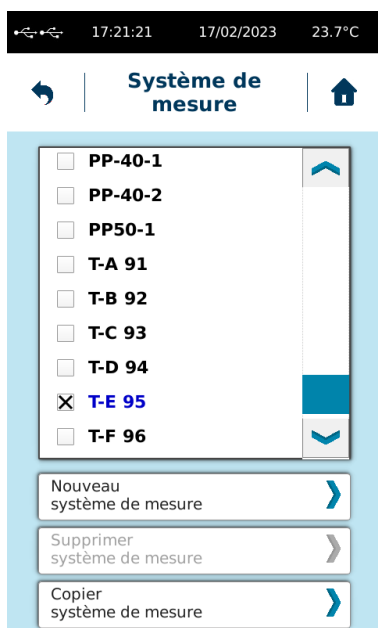 17:21:21 17/02/2023 23.7°C
Système de
mesure
PP-40-1
PP-40-2
PP50-1
T-A 91
T-B 92
T-C 93
T-D 94
T-E 95
T-F 96
Nouveau
système de mesure
Supprimer
système de mesure
Copier
système de mesure